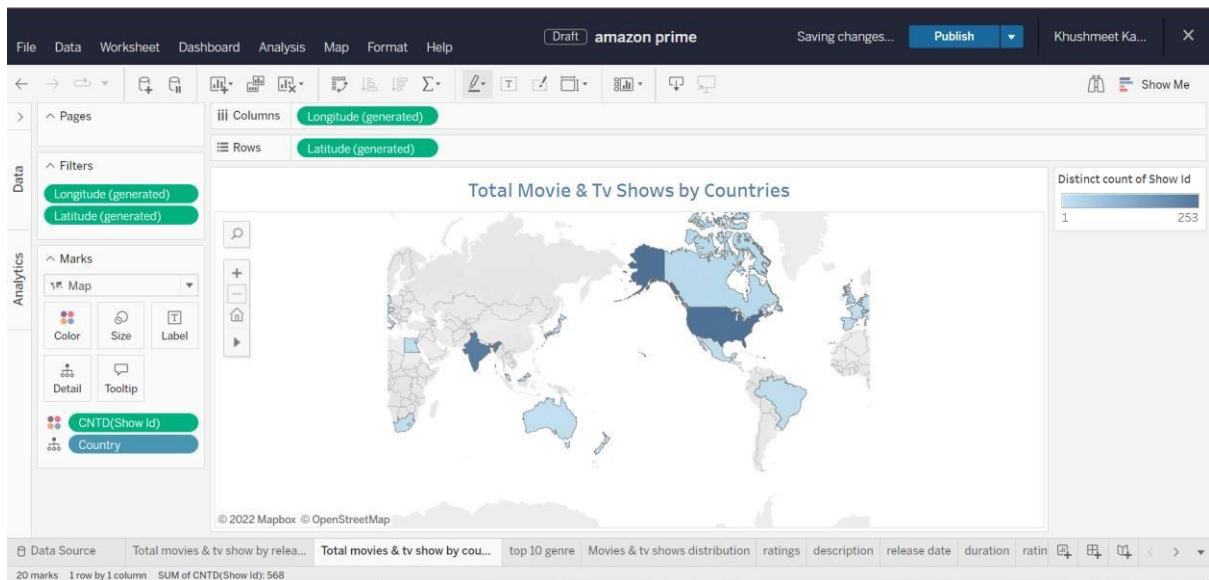 Draft amazon prime Saving changes... Publish Khushmeet Ka...
File Data Worksheet Dashboard Analysis Map Format Help
Show Me
Pages
iii Columns Longitude (generated)
Rows Latitude (generated)
Filters
Longitude (generated)
Latitude (generated)
Data
Analytics
Marks
Map
Color Size Label
Detail Tooltip
CNTD(Show Id)
Country
Total Movie & Tv Shows by Countries
© 2022 Mapbox © OpenStreetMap
Distinct count of Show Id
1 253
Data Source Total movies & tv show by relea... Total movies & tv show by cou... top 10 genre Movies & tv shows distribution ratings description release date duration ratin
20 marks 1 row by 1 column SUM of CNTD(Show Id): 568